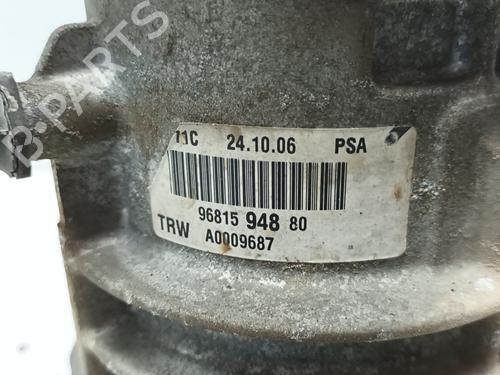 11C 24.10.06 PSA
96815 948 80
TRW A0009687
B-PARTS